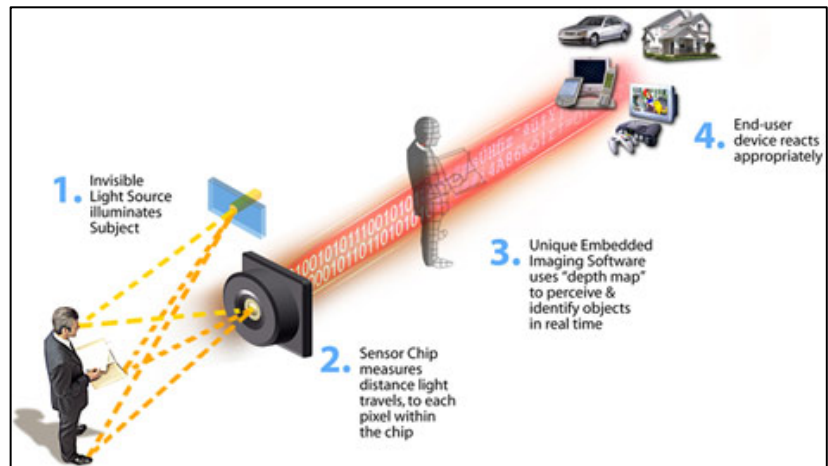 1. Invisible
Light Source
illuminates
Subject
2. Sensor Chip
measures
distance light
travels, to each
pixel within
the chip
3. Unique Embedded
Imaging Software
uses “depth map”
to perceive &
identify objects
in real time
4. End-user
device reacts
appropriately